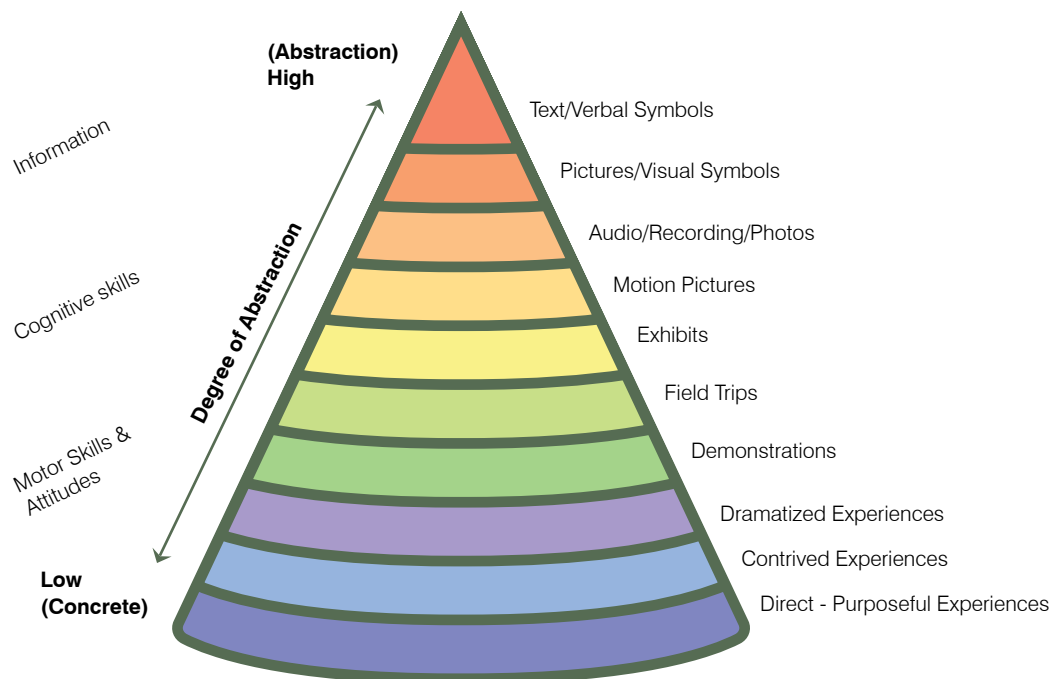 (Abstraction)
High
Information
Cognitive skills
Motor Skills &
Attitudes
Degree of Abstraction
Low
(Concrete)
Text/Verbal Symbols
Pictures/Visual Symbols
Audio/Recording/Photos
Motion Pictures
Exhibits
Field Trips
Demonstrations
Dramatized Experiences
Contrived Experiences
Direct - Purposeful Experiences